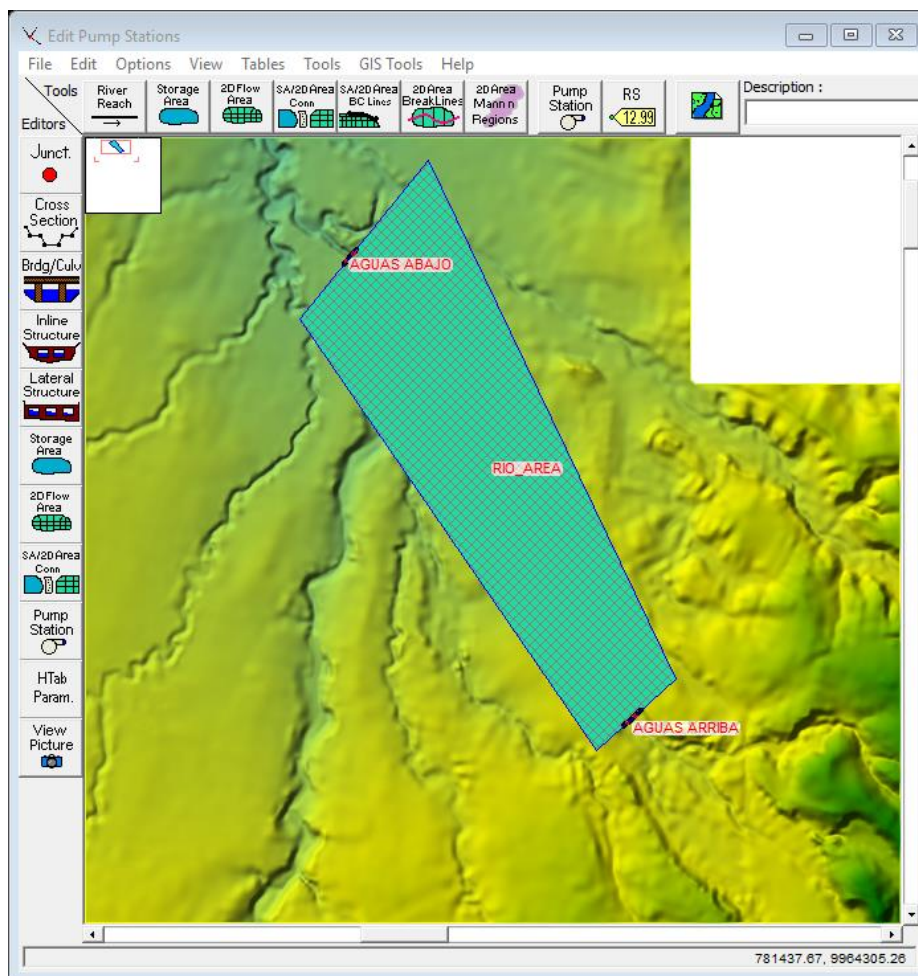 Edit Pump Stations
File Edit Options View Tables Tools GIS Tools Help
Tools
Editors
River
Reach
Storage
Area
2D Flow
Area
SA/2D Area
Conn
SA/2D Area
BC Lines
2D Area
BreakLines
2D Area
Mann n
Regions
Pump
Station
RS
12.99
Description :
Junct.
Cross
Section
Brdg/Culv
Inline
Structure
Lateral
Structure
Storage
Area
2D Flow
Area
SA/2D Area
Conn
Pump
Station
HTab
Param.
View
Picture
AGUAS ABAJO
RIO_AREA
AGUAS ARRIBA
781437.67, 9964305.26